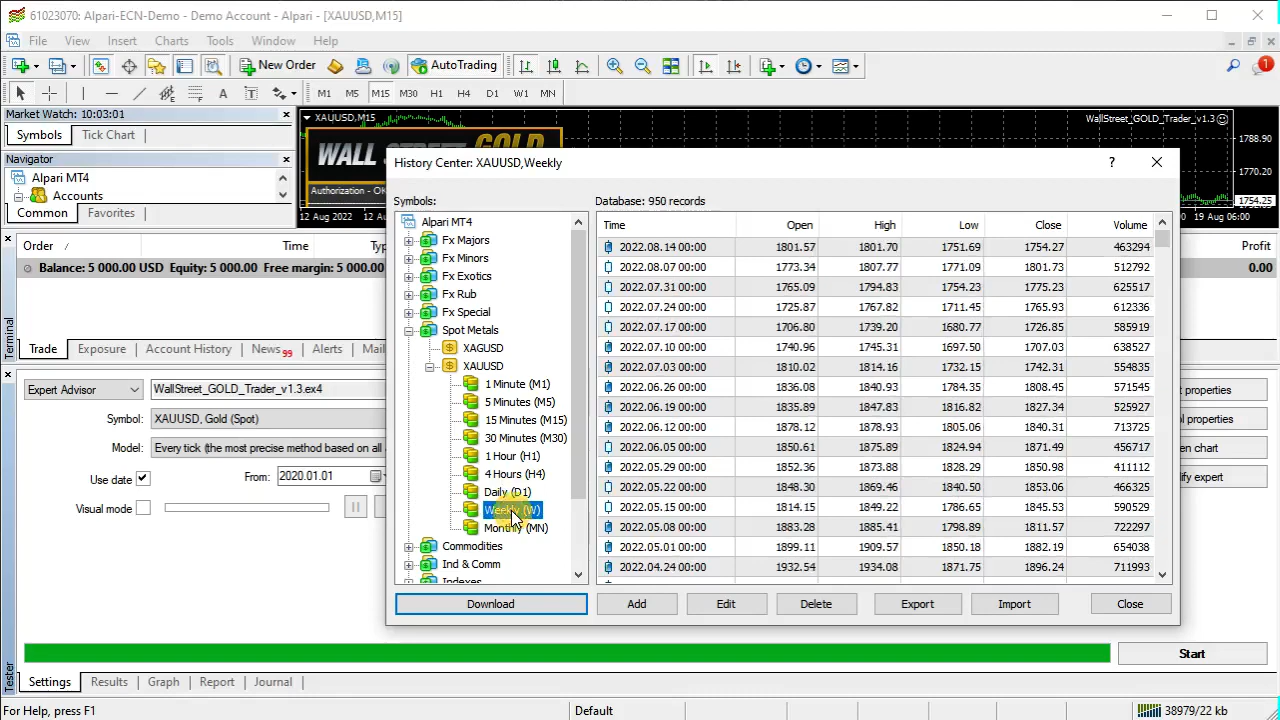 61023070: Alpari-ECN-Demo - Demo Account - Alpari - [XAUUSD,M15]
File View Insert Charts Tools Window Help
New Order AutoTrading 1
A T M1 M5 M15 M30 H1 H4 D1 W1 MN
Market Watch: 10:03:01
Symbols Tick Chart
Navigator
Alpari MT4
Accounts
Common Favorites
XAUUSD,M15 WallStreet_GOLD_Trader_v1.3
WALL GOLD
Authorization - OK
1788.90
1770.20
1754.25
12 Aug 2022 12 A 19 Aug 06:00
Order / Time Ty Profit
Balance: 5 000.00 USD Equity: 5 000.00 Free margin: 5 000.00 0.00
Terminal
Trade Exposure Account History News 99 Alerts Mail
Expert Advisor WallStreet_GOLD_Trader_v1.3.ex4 t properties
Symbol: XAUUSD, Gold (Spot) l properties
Model: Every tick (the most precise method based on all en chart
Use date From: 2020.01.01 ify expert
Visual mode
Start
Tester
Settings Results Graph Report Journal
For Help, press F1 Default 38979/22 kb
History Center: XAUUSD,Weekly ?
Symbols: Database: 950 records
Alpari MT4
Fx Majors
Fx Minors
Fx Exotics
Fx Rub
Fx Special
Spot Metals
XAGUSD
XAUUSD
1 Minute (M1)
5 Minutes (M5)
15 Minutes (M15)
30 Minutes (M30)
1 Hour (H1)
4 Hours (H4)
Daily (D1)
Weekly (W)
Monthly (MN)
Commodities
Ind & Comm
Indexes
Time Open High Low Close Volume
2022.08.14 00:00 1801.57 1801.70 1751.69 1754.27 463294
2022.08.07 00:00 1773.34 1807.77 1771.09 1801.73 512792
2022.07.31 00:00 1765.09 1794.83 1754.23 1775.23 625517
2022.07.24 00:00 1725.87 1767.82 1711.45 1765.93 612336
2022.07.17 00:00 1706.80 1739.20 1680.77 1726.85 585919
2022.07.10 00:00 1740.96 1745.31 1697.50 1707.03 638527
2022.07.03 00:00 1810.02 1814.16 1732.15 1742.31 554835
2022.06.26 00:00 1836.08 1840.93 1784.35 1808.45 571545
2022.06.19 00:00 1835.89 1847.83 1816.82 1827.34 525927
2022.06.12 00:00 1878.12 1878.93 1805.06 1840.31 713725
2022.06.05 00:00 1850.61 1875.89 1824.94 1871.49 456717
2022.05.29 00:00 1852.36 1873.88 1828.29 1850.98 411112
2022.05.22 00:00 1848.30 1869.46 1840.50 1853.06 466325
2022.05.15 00:00 1814.15 1849.22 1786.65 1845.53 590529
2022.05.08 00:00 1883.28 1885.41 1798.89 1811.57 722297
2022.05.01 00:00 1899.11 1909.57 1850.18 1882.19 654038
2022.04.24 00:00 1932.54 1934.08 1871.75 1896.24 711993
Download Add Edit Delete Export Import Close